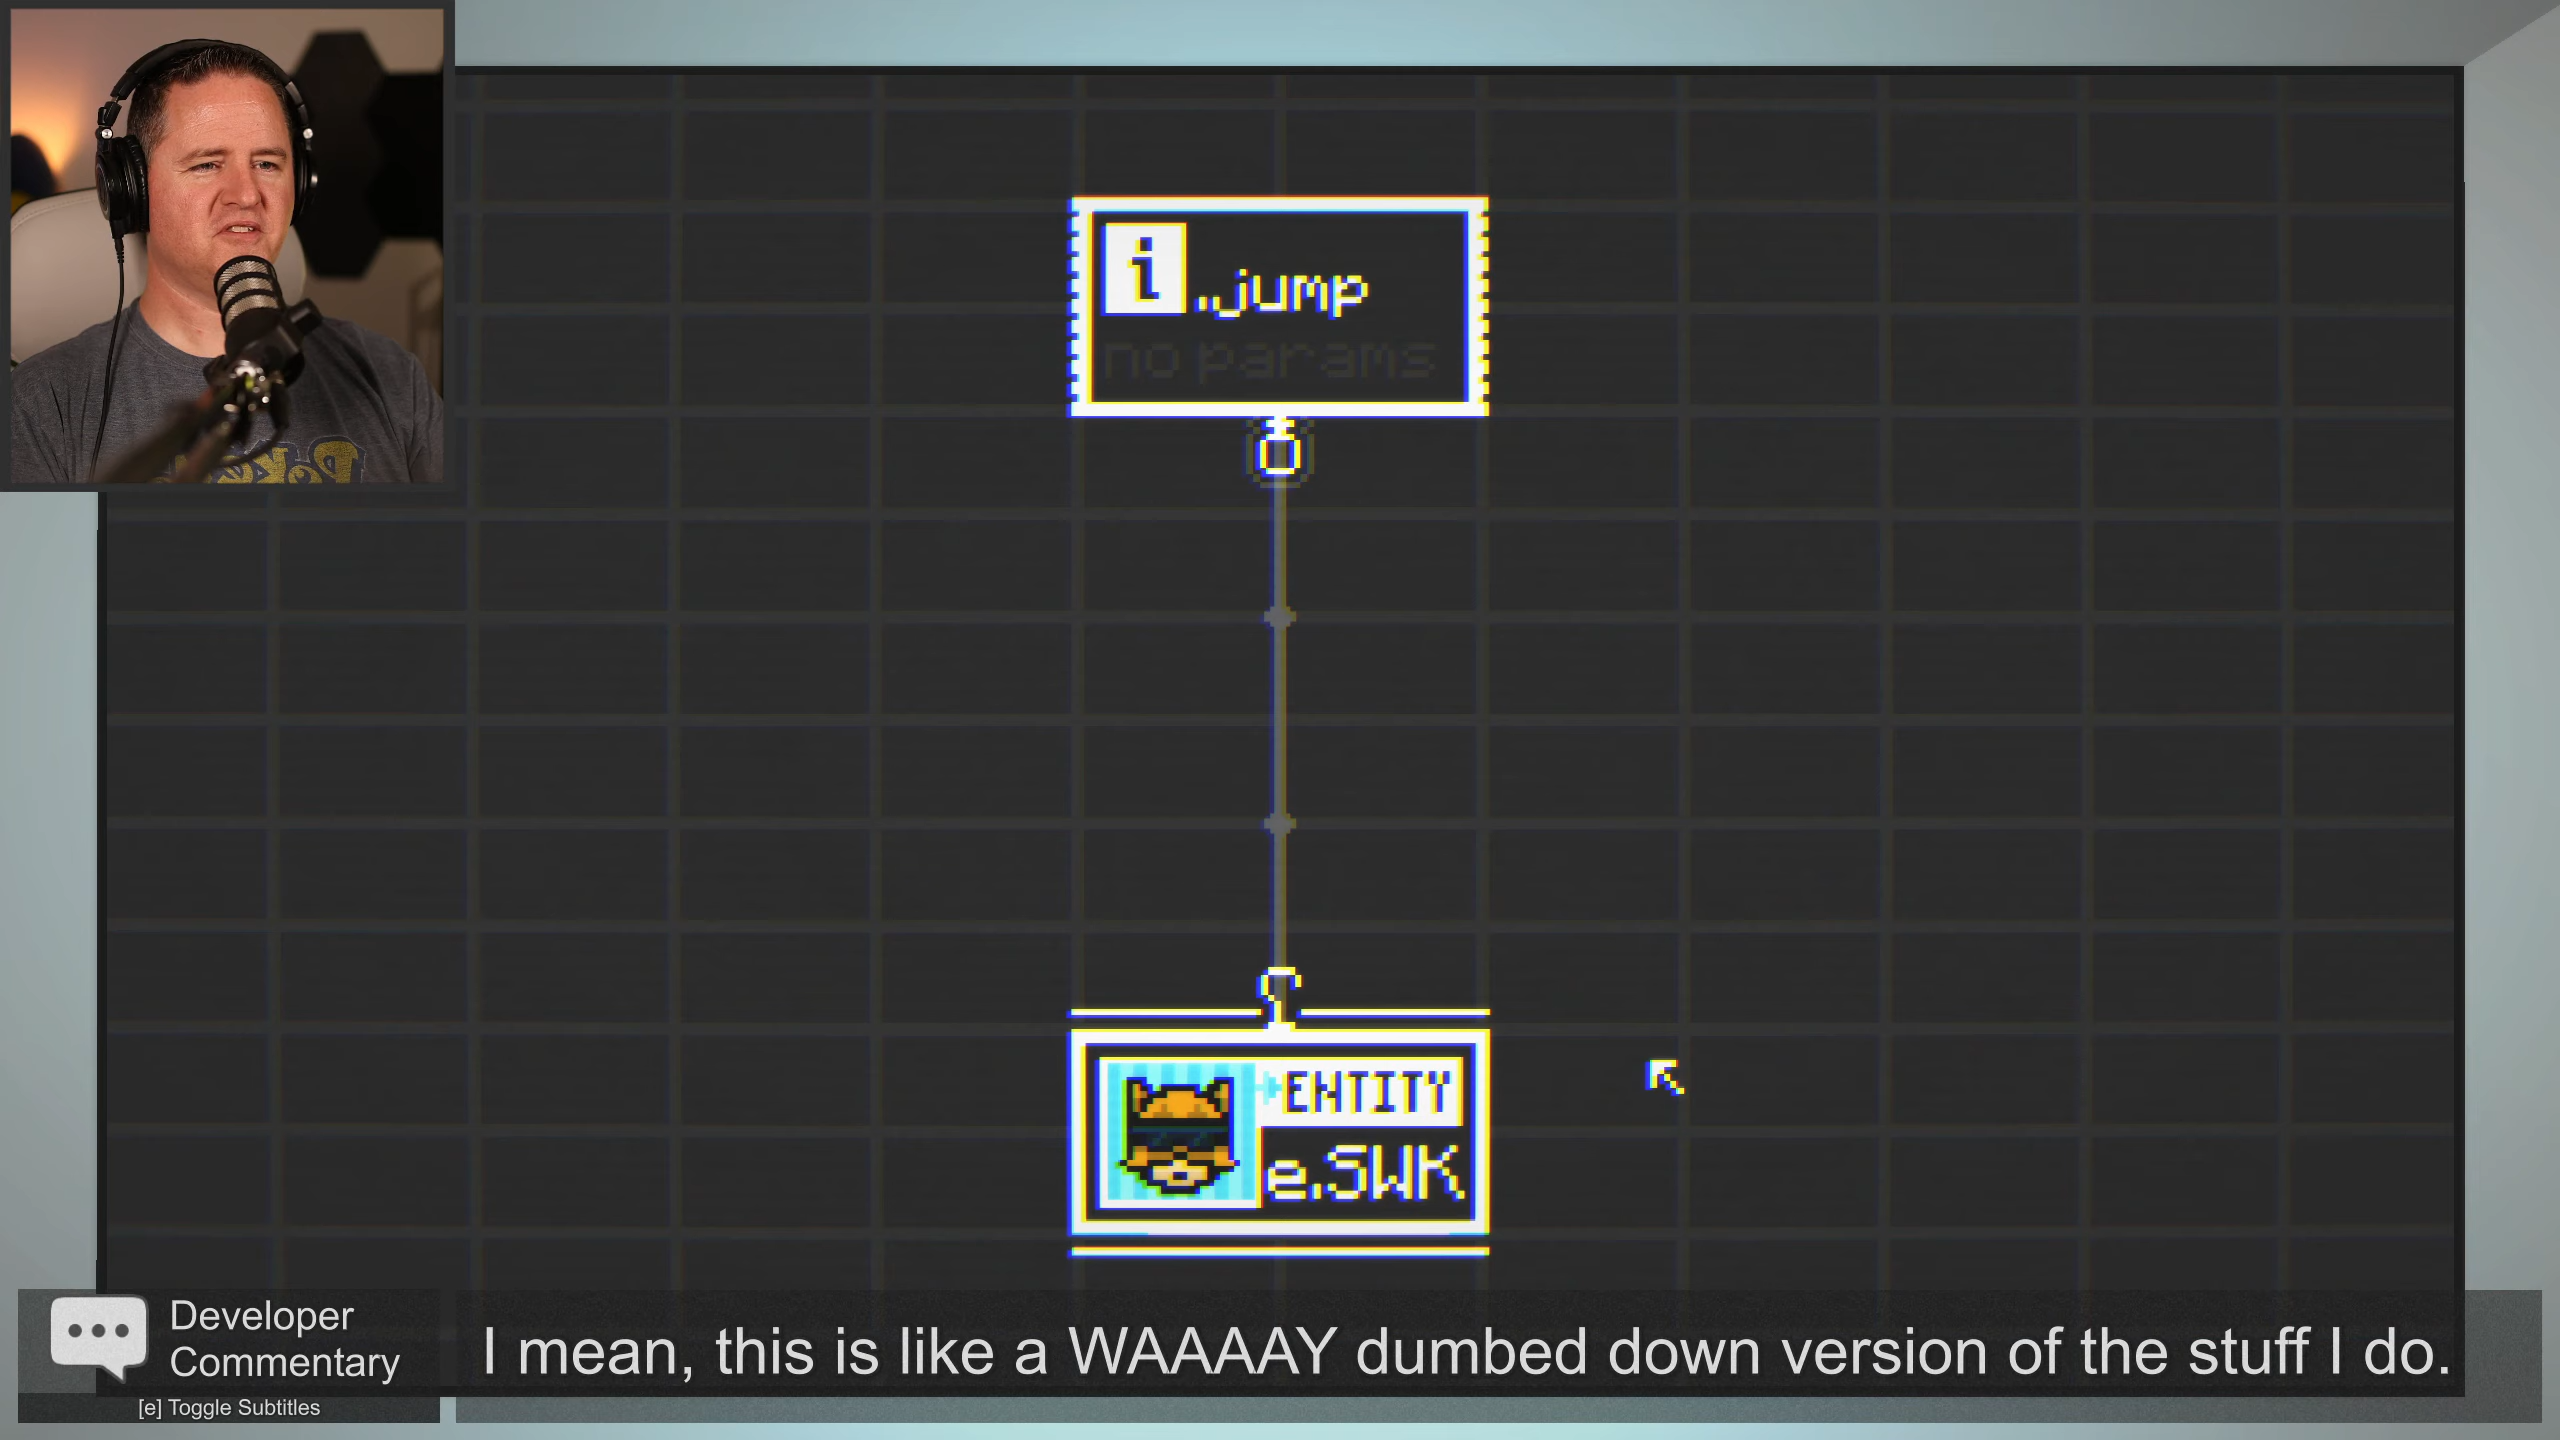 i .jump
no params
ENTITY
e.SWK
Developer
Commentary
I mean, this is like a WAAAAY dumbed down version of the stuff I do.
[e] Toggle Subtitles